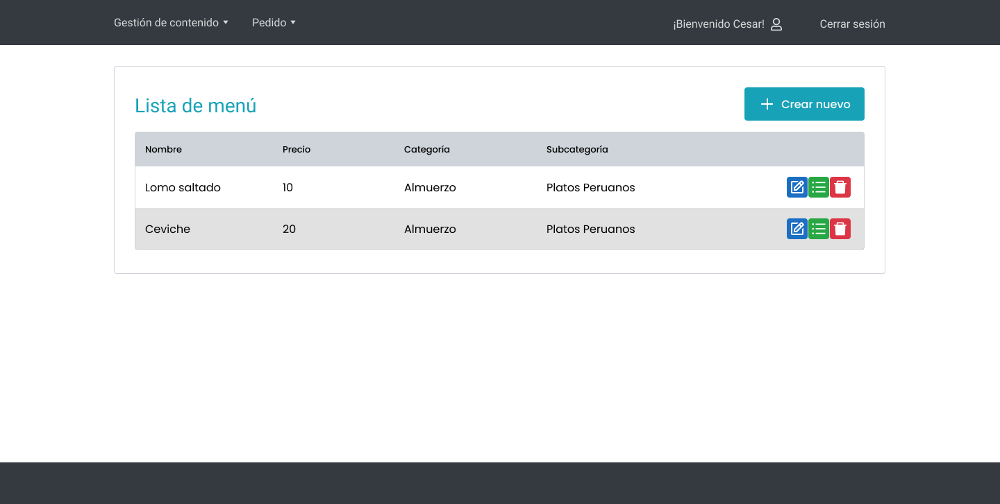 Gestión de contenido Pedido ¡Bienvenido Cesar! Cerrar sesión
Lista de menú Crear nuevo
Nombre Precio Categoría Subcategoría
Lomo saltado 10 Almuerzo Platos Peruanos
Ceviche 20 Almuerzo Platos Peruanos